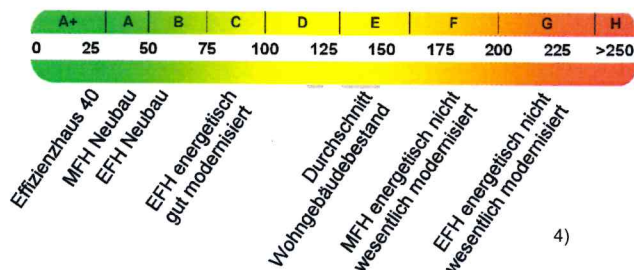 A+ A B C D E F G H
0 25 50 75 100 125 150 175 200 225 >250
Effizienzhaus 40
MFH Neubau
EFH Neubau
EFH energetisch
gut modernisiert
Durchschnitt
Wohngebäudebestand
MFH energetisch nicht
wesentlich modernisiert
EFH energetisch nicht
wesentlich modernisiert
4)